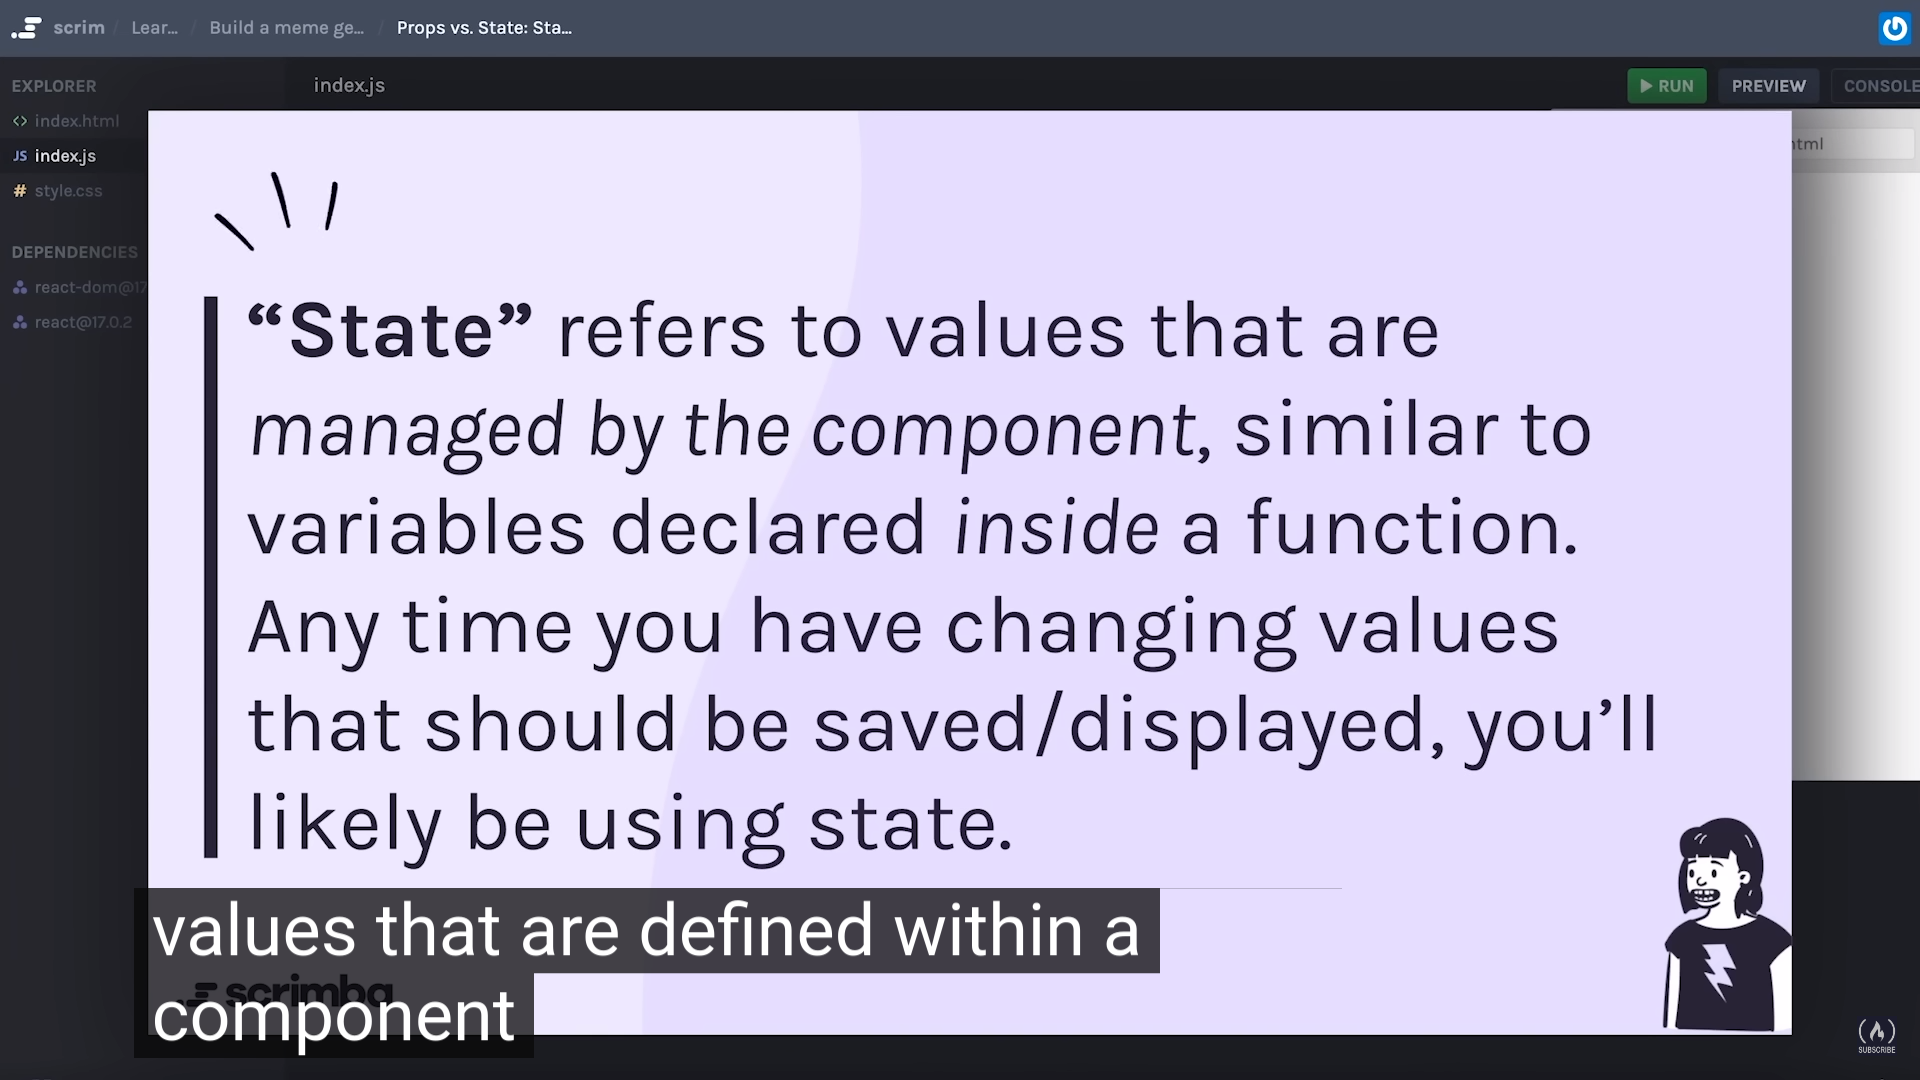 scrim / Lear... / Build a meme ge... / Props vs. State: Sta...
EXPLORER
index.js
RUN
PREVIEW
CONSOLE
<> index.html
JS index.js
# style.css
html
DEPENDENCIES
react-dom@17
react@17.0.2
“State” refers to values that are
managed by the component, similar to
variables declared inside a function.
Any time you have changing values
that should be saved/displayed, you’ll
likely be using state.
values that are defined within a
scrimba
component
SUBSCRIBE